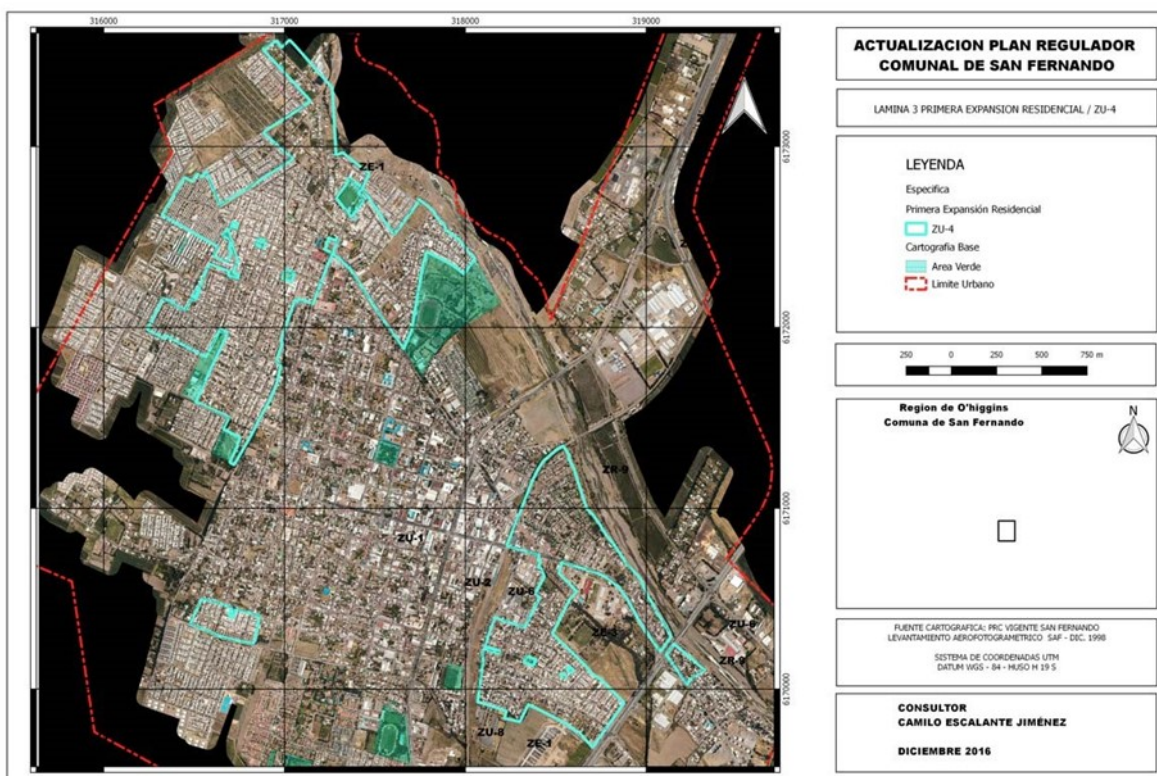 316000 317000 318000 319000
6173000
6172000
6171000
6170000
ZE-1
ZR-9
ZU-1
ZU-2
ZU-6
ZE-3
ZU-6
ZR-9
ZU-8
ZE-1
ACTUALIZACION PLAN REGULADOR
COMUNAL DE SAN FERNANDO
LAMINA 3 PRIMERA EXPANSION RESIDENCIAL / ZU-4
LEYENDA
Especifica
Primera Expansión Residencial
ZU-4
Cartografia Base
Area Verde
Limite Urbano
250 0 250 500 750 m
Region de O'higgins
Comuna de San Fernando
N
FUENTE CARTOGRAFICA: PRC VIGENTE SAN FERNANDO
LEVANTAMIENTO AEROFOTOGRAMETRICO SAF - DIC. 1998
SISTEMA DE COORDENADAS UTM
DATUM WGS - 84 - HUSO H 19 S
CONSULTOR
CAMILO ESCALANTE JIMÉNEZ
DICIEMBRE 2016